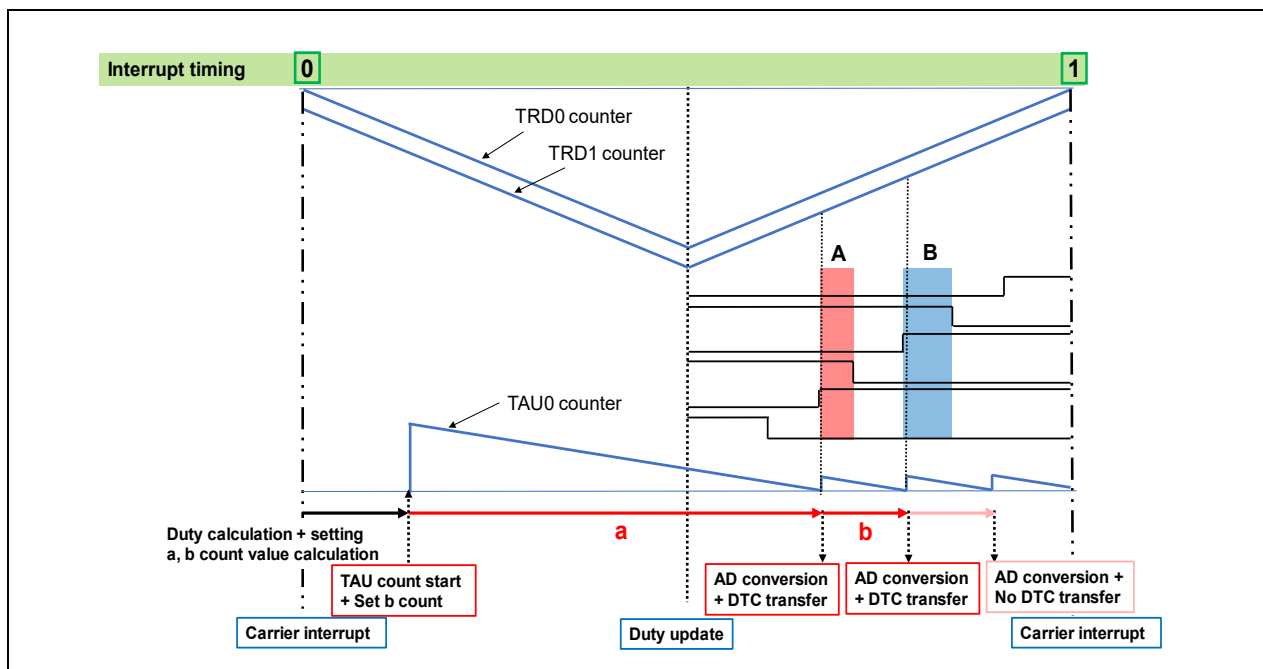 Interrupt timing
0
1
TRD0 counter
TRD1 counter
A
B
TAU0 counter
Duty calculation + setting
a, b count value calculation
a
b
TAU count start
+ Set b count
AD conversion
+ DTC transfer
AD conversion
+ DTC transfer
AD conversion +
No DTC transfer
Carrier interrupt
Duty update
Carrier interrupt